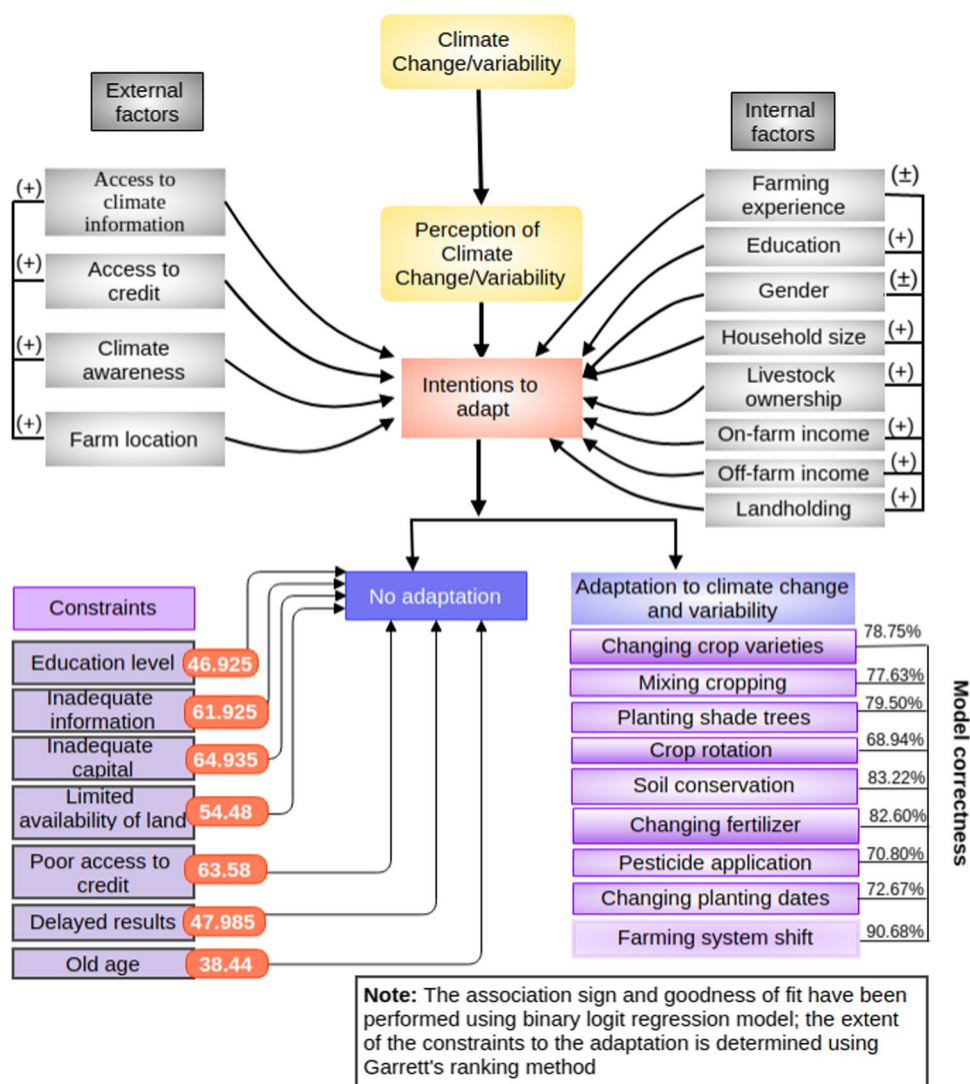 Climate
Change/variability
External
factors
Internal
factors
(+)
Access to
climate
information
(+)
Access to
credit
(+)
Climate
awareness
(+)
Farm location
Perception of
Climate
Change/Variability
Intentions to
adapt
Farming
experience
(±)
Education
(+)
Gender
(±)
Household size
(+)
Livestock
ownership
(+)
On-farm income
(+)
Off-farm income
(+)
Landholding
(+)
Constraints
Education level
46.925
Inadequate
information
61.925
Inadequate
capital
64.935
Limited
availability of land
54.48
Poor access to
credit
63.58
Delayed results
47.985
Old age
38.44
No adaptation
Adaptation to climate change
and variability
Changing crop varieties
78.75%
Mixing cropping
77.63%
Planting shade trees
79.50%
Crop rotation
68.94%
Soil conservation
83.22%
Changing fertilizer
82.60%
Pesticide application
70.80%
Changing planting dates
72.67%
Farming system shift
90.68%
Model correctness
Note: The association sign and goodness of fit have been
performed using binary logit regression model; the extent
of the constraints to the adaptation is determined using
Garrett's ranking method